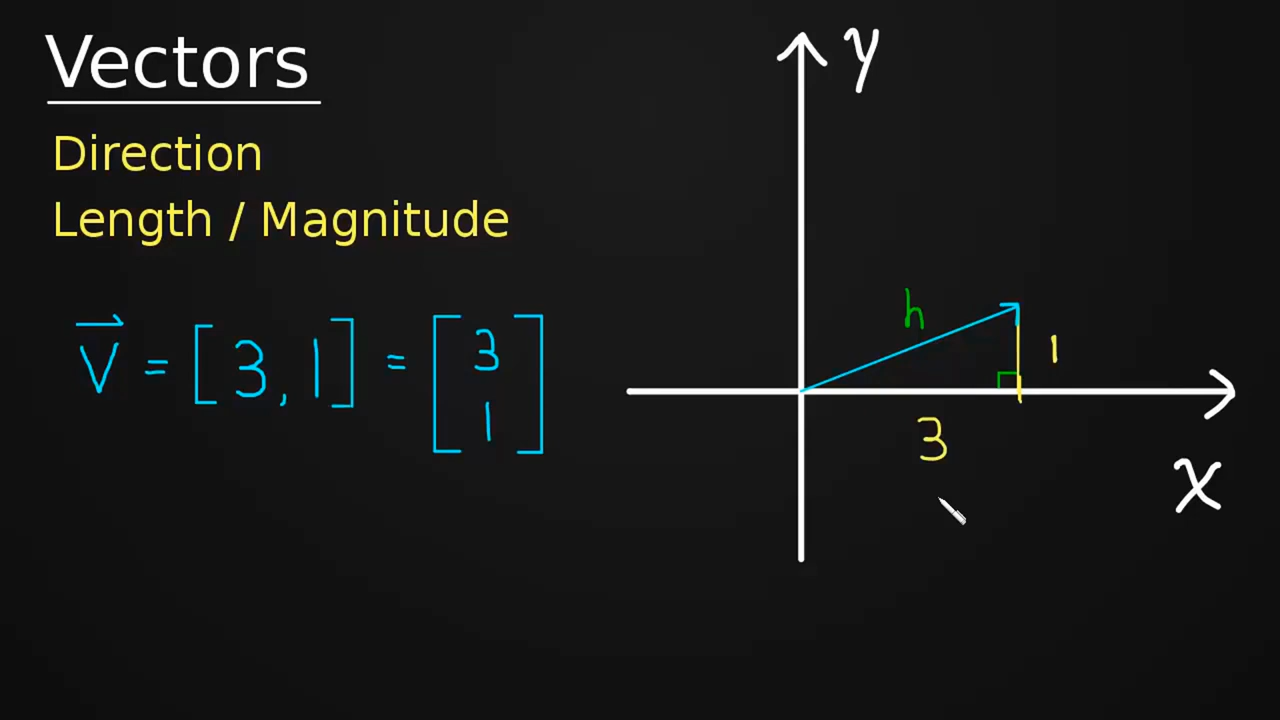 Vectors
Direction
Length / Magnitude
V = [3, 1] = [3
1]
y
h
1
3
x